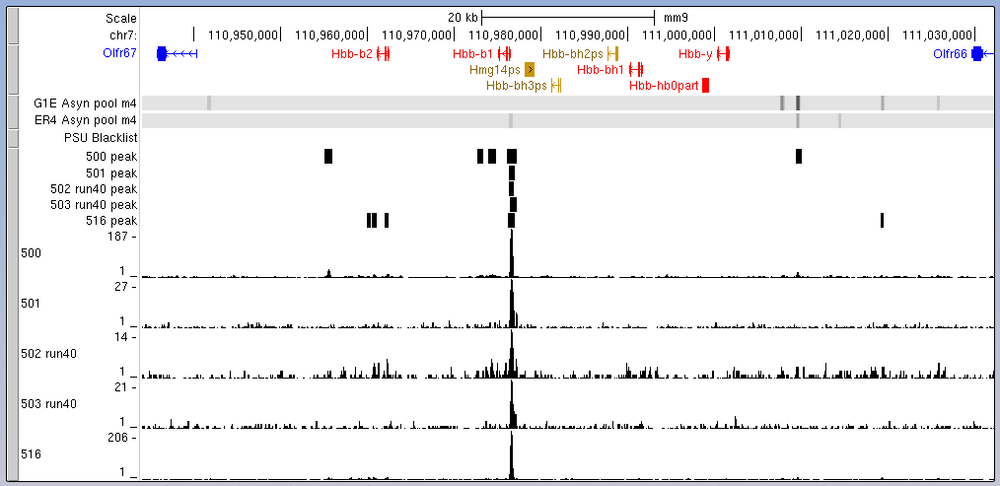 Scale 20 kb mm9
chr7: 110,950,000 110,960,000 110,970,000 110,980,000 110,990,000 111,000,000 111,010,000 111,020,000 111,030,000
Olfr67 Hbb-b2 Hbb-b1 Hbb-bh2ps Hbb-y Olfr66
Hmg14ps Hbb-bh1
Hbb-bh3ps Hbb-hb0part
G1E Asyn pool m4
ER4 Asyn pool m4
PSU Blacklist
500 peak
501 peak
502 run40 peak
503 run40 peak
516 peak
187 -
500
1 _
27 -
501
1 _
14 -
502 run40
1 _
21 -
503 run40
1 _
206 -
516
1 _